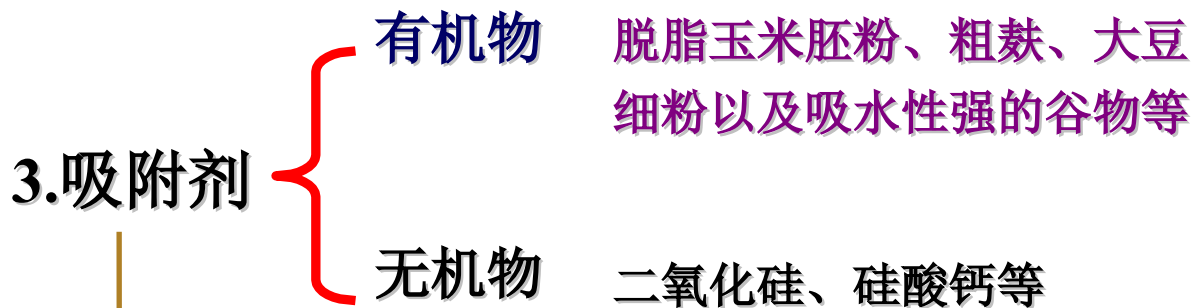 有机物 脱脂玉米胚粉、粗麸、大豆
细粉以及吸水性强的谷物等
3.吸附剂
无机物 二氧化硅、硅酸钙等